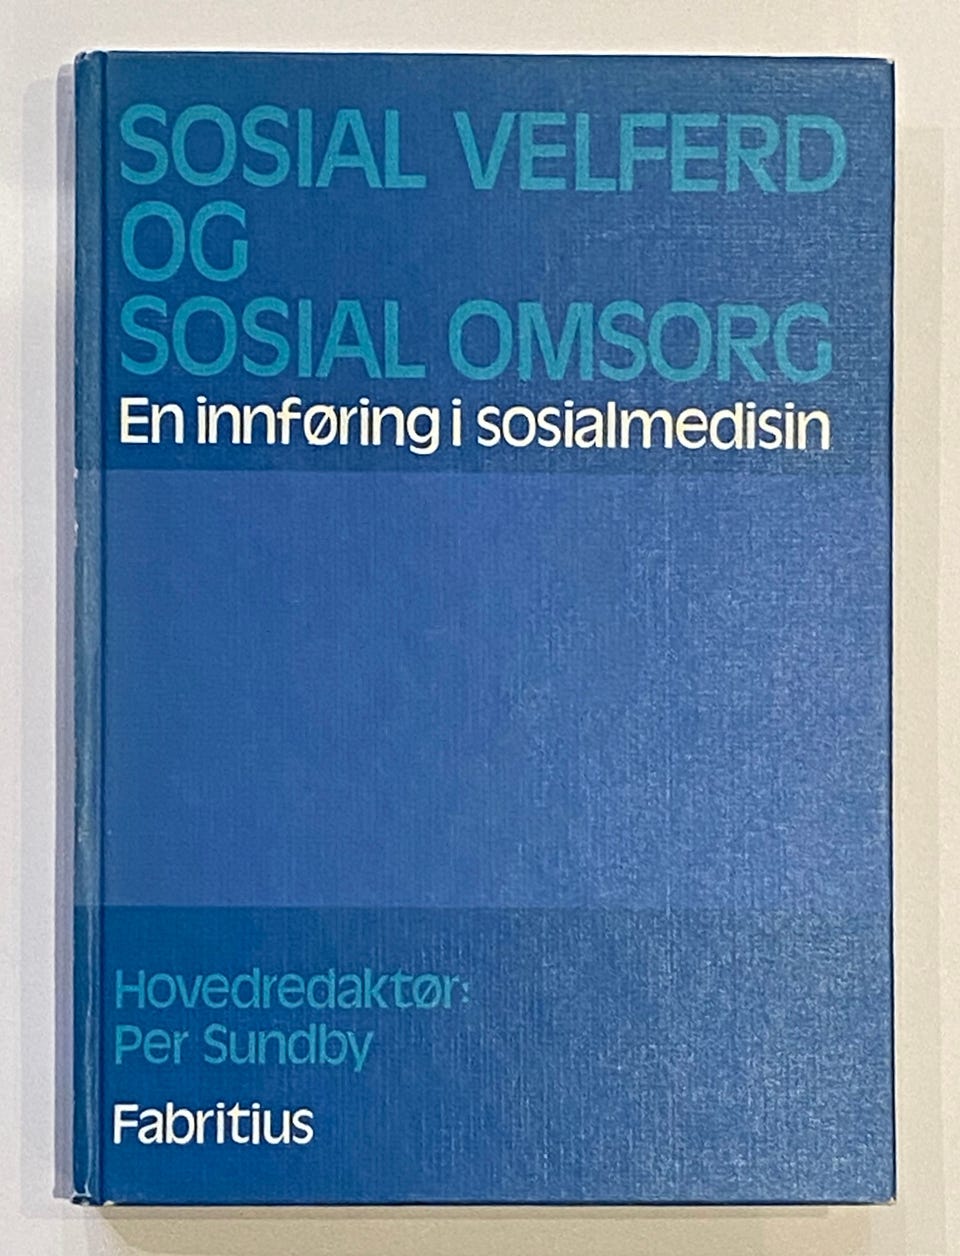 SOSIAL VELFERD
OG
SOSIAL OMSORG
En innføring i sosialmedisin
Hovedredaktør:
Per Sundby
Fabritius